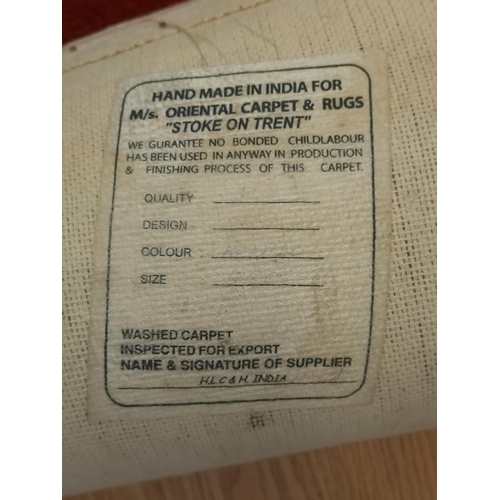 HAND MADE IN INDIA FOR
M/s. ORIENTAL CARPET & RUGS
"STOKE ON TRENT"
WE GURANTEE NO BONDED CHILDLABOUR
HAS BEEN USED IN ANYWAY IN PRODUCTION
& FINISHING PROCESS OF THIS CARPET.
QUALITY
DESIGN
COLOUR
SIZE
WASHED CARPET
INSPECTED FOR EXPORT
NAME & SIGNATURE OF SUPPLIER
H.L.C & H. INDIA